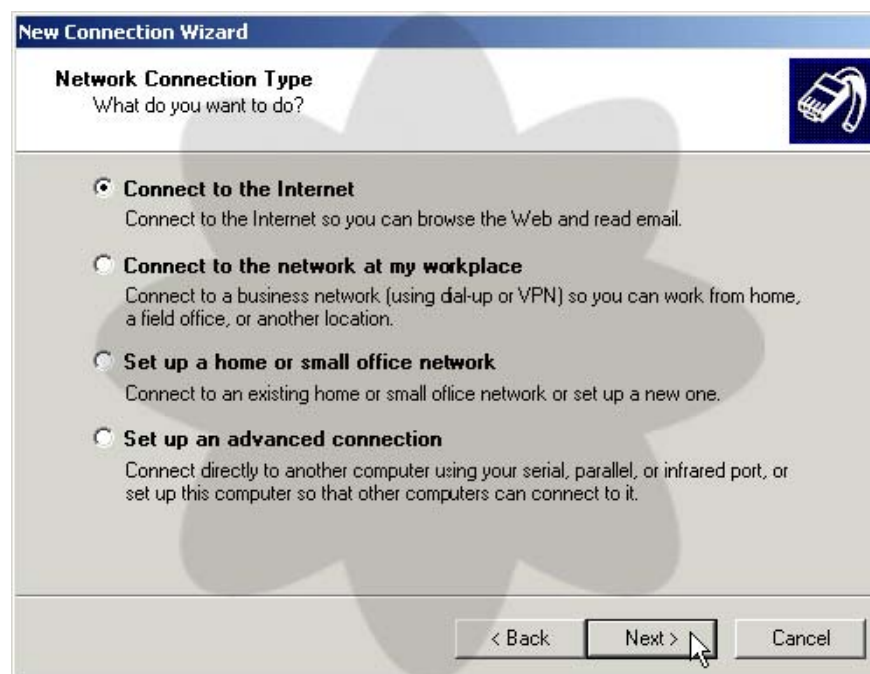 New Connection Wizard
Network Connection Type
What do you want to do?
Connect to the Internet
Connect to the Internet so you can browse the Web and read email.
Connect to the network at my workplace
Connect to a business network (using dial-up or VPN) so you can work from home,
a field office, or another location.
Set up a home or small office network
Connect to an existing home or small office network or set up a new one.
Set up an advanced connection
Connect directly to another computer using your serial, parallel, or infrared port, or
set up this computer so that other computers can connect to it.
< Back Next > Cancel